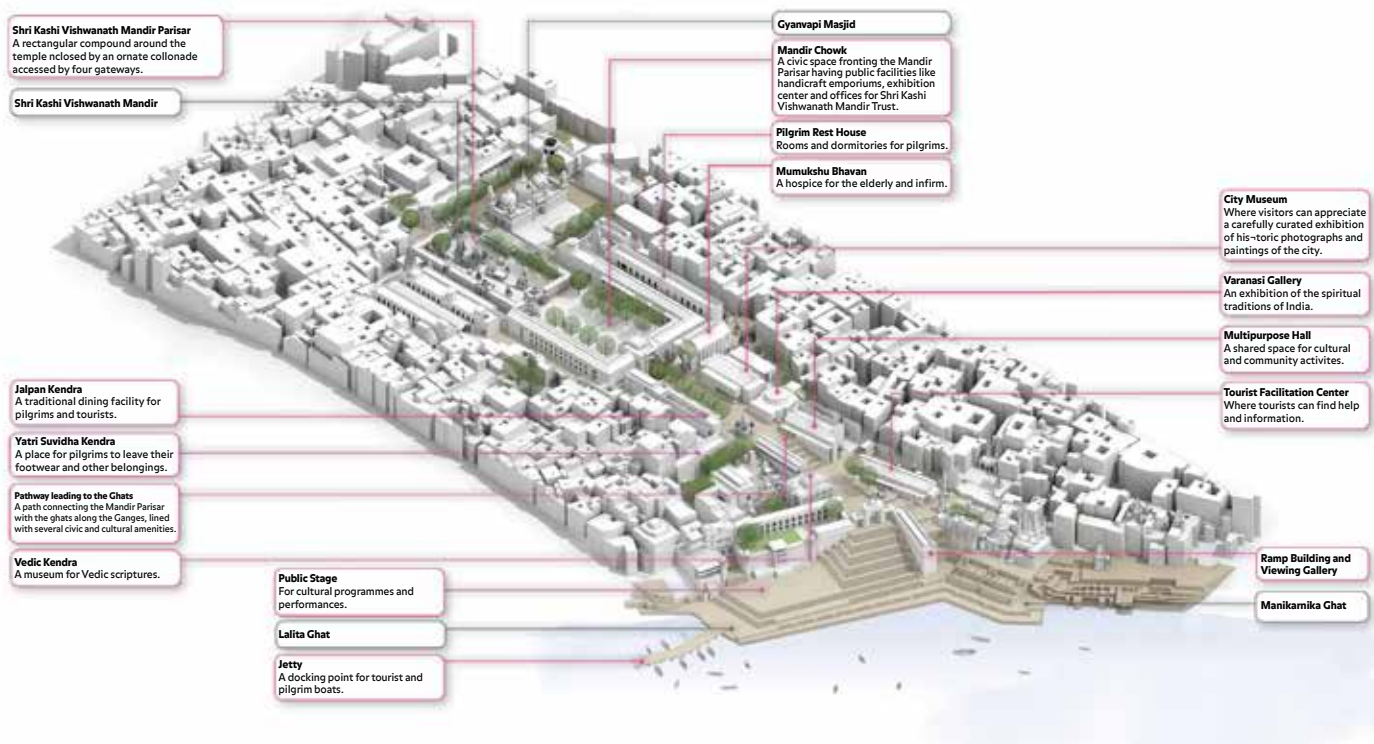 Shri Kashi Vishwanath Mandir Parisar
A rectangular compound around the
temple nclosed by an ornate collonade
accessed by four gateways.
Shri Kashi Vishwanath Mandir
Gyanvapi Masjid
Mandir Chowk
A civic space fronting the Mandir
Parisar having public facilities like
handicraft emporiums, exhibition
center and offices for Shri Kashi
Vishwanath Mandir Trust.
Pilgrim Rest House
Rooms and dormitories for pilgrims.
Mumukshu Bhavan
A hospice for the elderly and infirm.
City Museum
Where visitors can appreciate
a carefully curated exhibition
of his¬toric photographs and
paintings of the city.
Varanasi Gallery
An exhibition of the spiritual
traditions of India.
Multipurpose Hall
A shared space for cultural
and community activites.
Tourist Facilitation Center
Where tourists can find help
and information.
Jalpan Kendra
A traditional dining facility for
pilgrims and tourists.
Yatri Suvidha Kendra
A place for pilgrims to leave their
footwear and other belongings.
Pathway leading to the Ghats
A path connecting the Mandir Parisar
with the ghats along the Ganges, lined
with several civic and cultural amenities.
Vedic Kendra
A museum for Vedic scriptures.
Public Stage
For cultural programmes and
performances.
Lalita Ghat
Jetty
A docking point for tourist and
pilgrim boats.
Ramp Building and
Viewing Gallery
Manikarnika Ghat